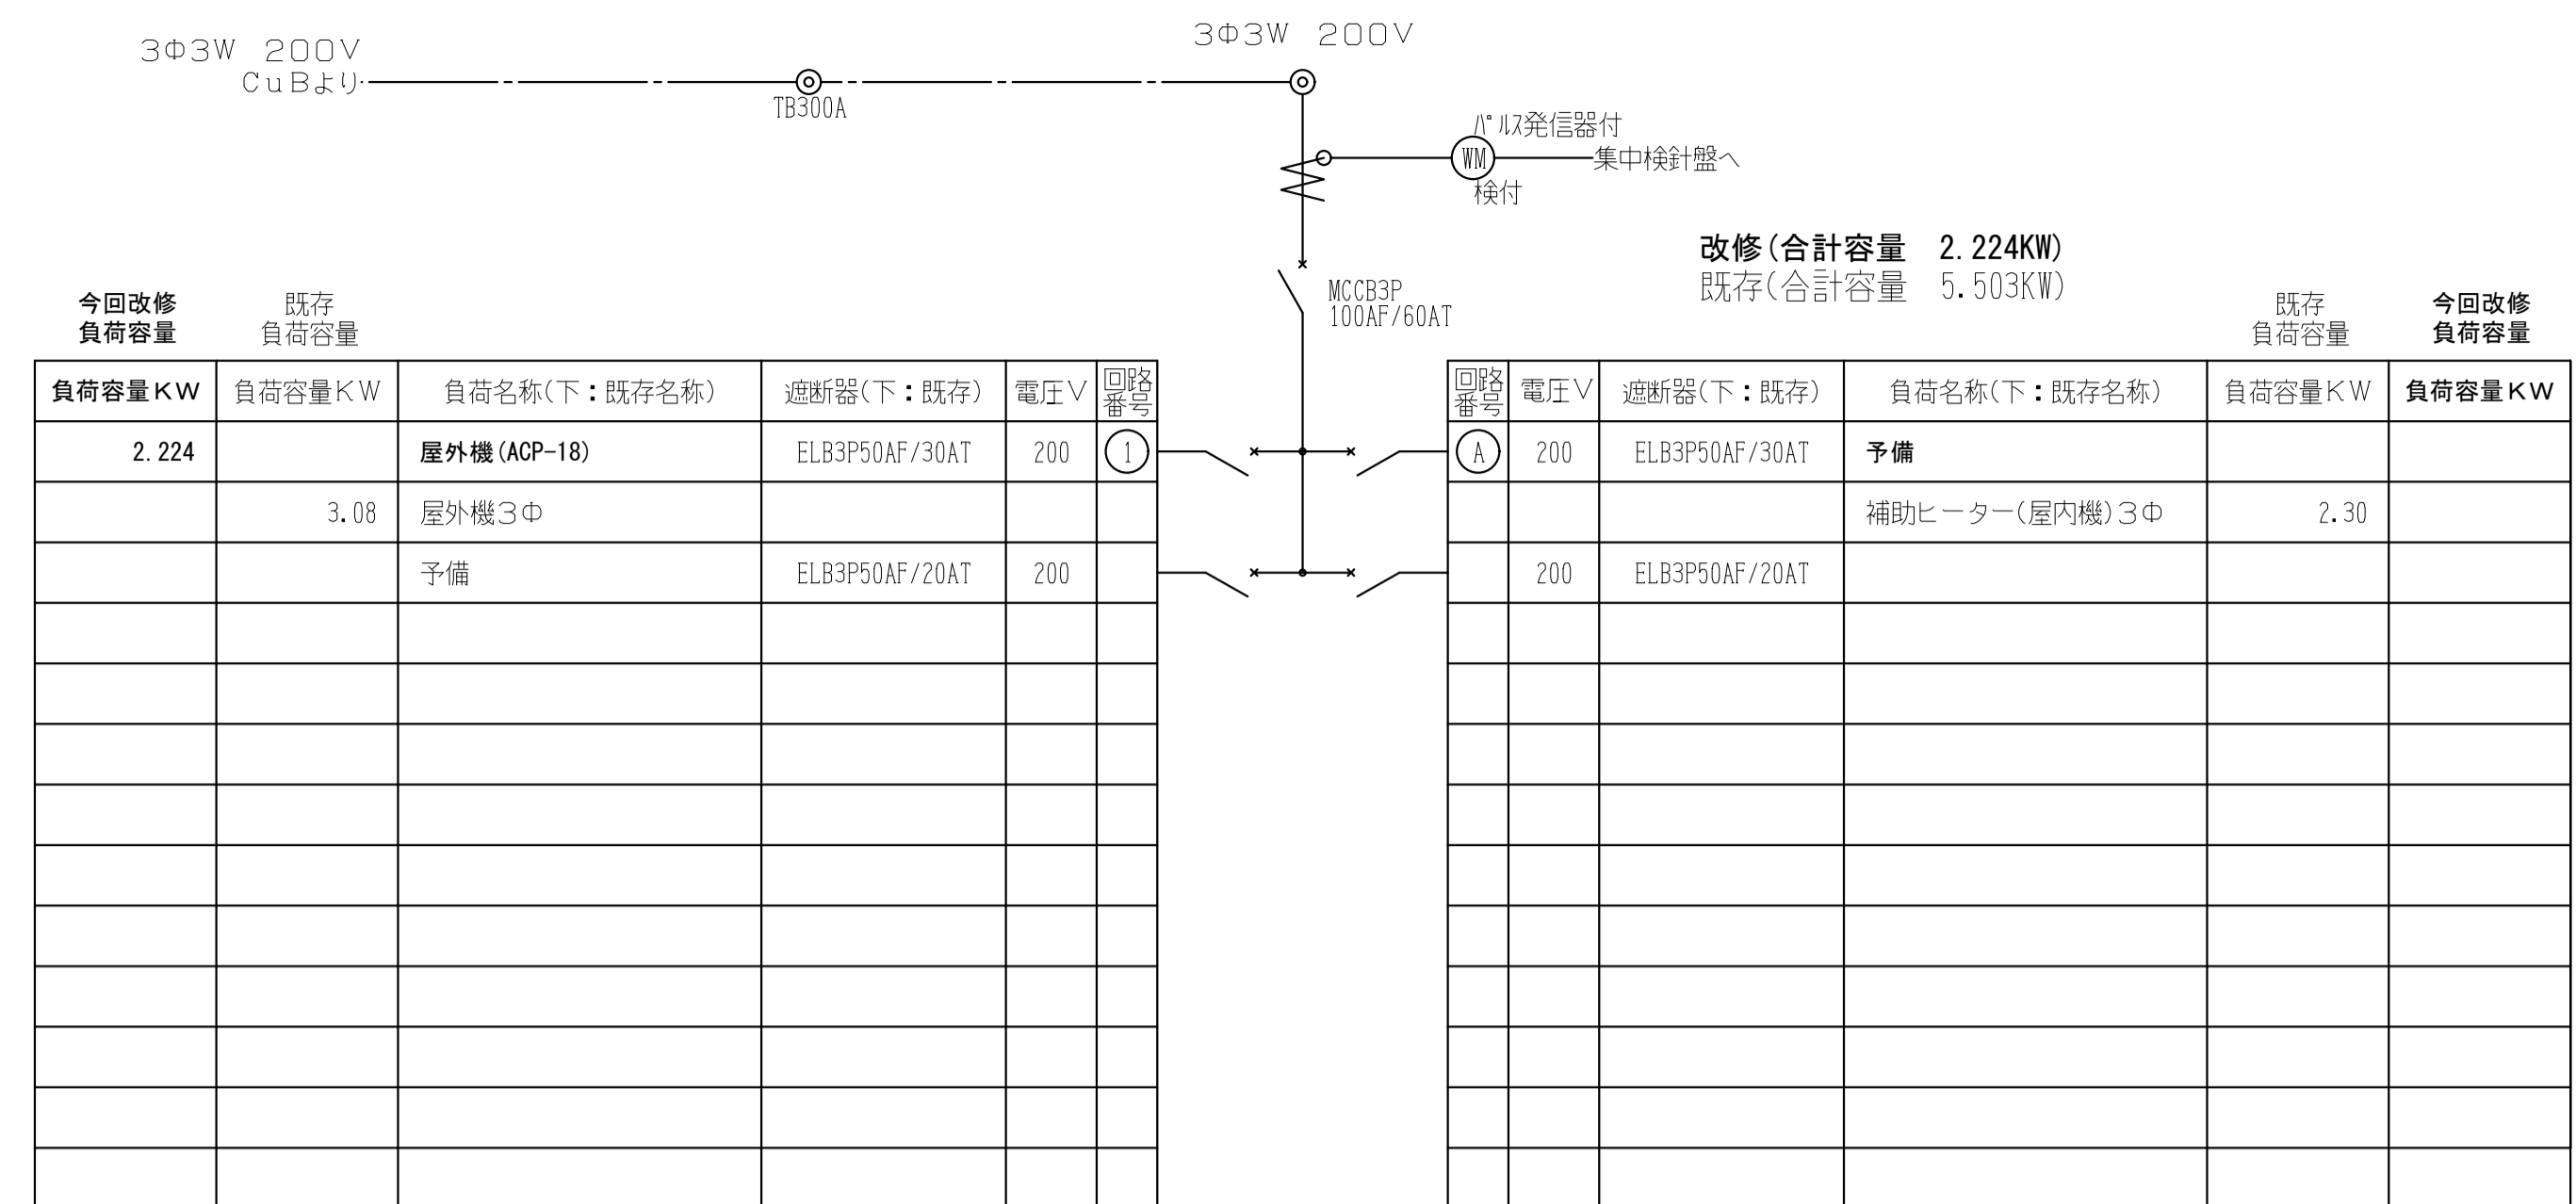 3Φ3W 200V
3Φ3W 200V
CuBより
TB300A
パルス発信器付
WM
集中検針盤へ
検付
改修(合計容量 2.224KW)
既存(合計容量 5.503KW)
MCCB3P
100AF/60AT
今回改修
負荷容量
既存
負荷容量
既存
負荷容量
今回改修
負荷容量
負荷容量KW 負荷容量KW 負荷名称(下:既存名称) 遮断器(下:既存) 電圧V 回路番号
2.224 屋外機(ACP-18) ELB3P50AF/30AT 200 1
3.08 屋外機3Φ
予備 ELB3P50AF/20AT 200
回路番号 電圧V 遮断器(下:既存) 負荷名称(下:既存名称) 負荷容量KW 負荷容量KW
A 200 ELB3P50AF/30AT 予備
補助ヒーター(屋内機)3Φ 2.30
200 ELB3P50AF/20AT